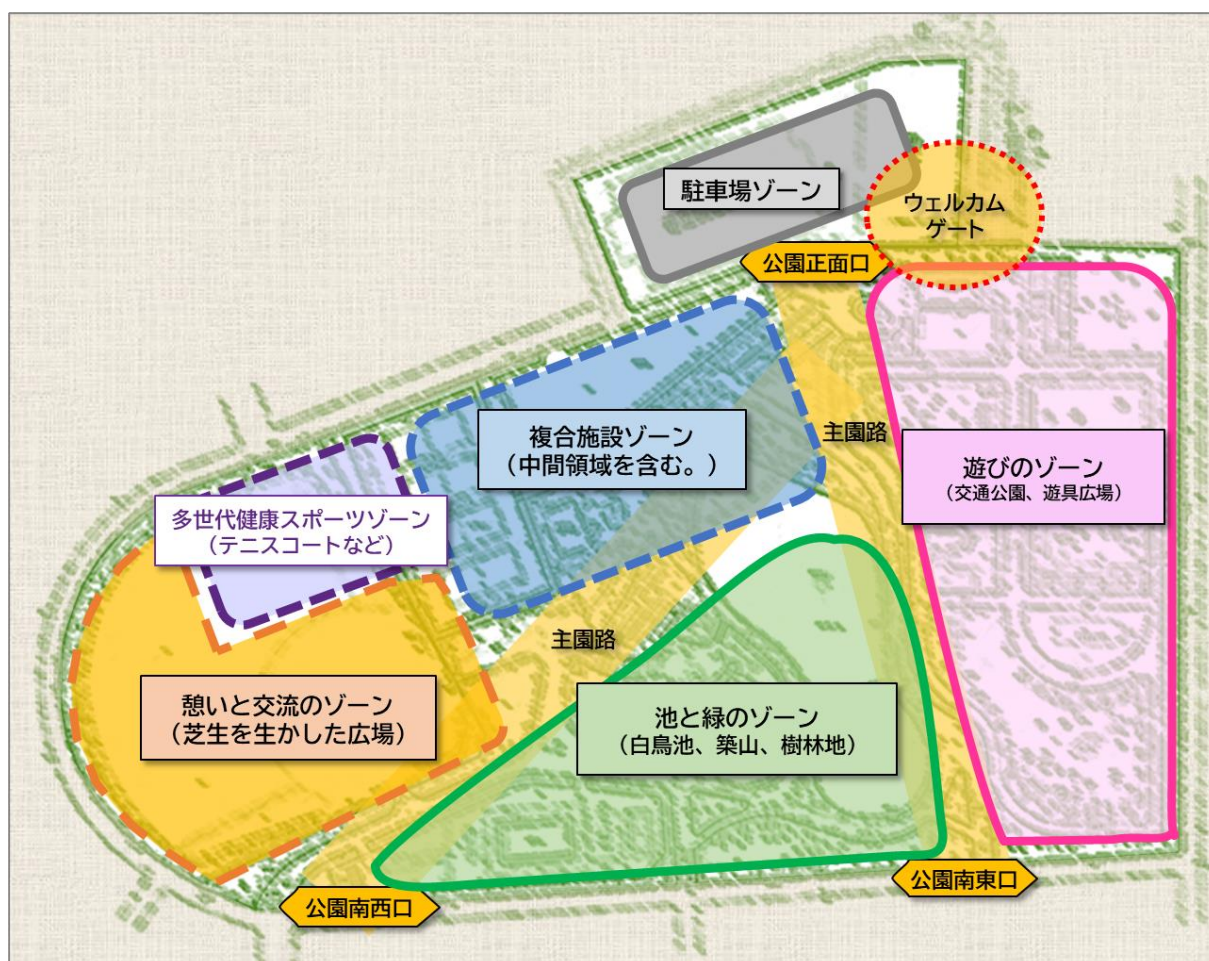 駐車場ゾーン
ウェルカム
ゲート
公園正面口
主園路
複合施設ゾーン
（中間領域を含む。）
遊びのゾーン
（交通公園、遊具広場）
多世代健康スポーツゾーン
（テニスコートなど）
主園路
憩いと交流のゾーン
（芝生を生かした広場）
池と緑のゾーン
（白鳥池、築山、樹林地）
公園南東口
公園南西口